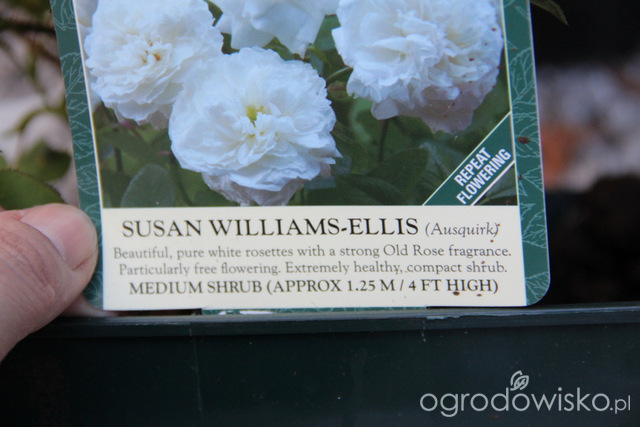 REPEAT
FLOWERING
SUSAN WILLIAMS-ELLIS (Ausquirk)
Beautiful, pure white rosettes with a strong Old Rose fragrance.
Particularly free flowering. Extremely healthy, compact shrub.
MEDIUM SHRUB (APPROX 1.25 M / 4 FT HIGH)
ogrodowisko.pl